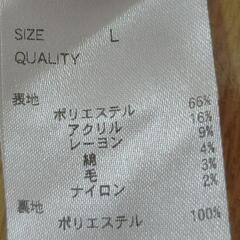 SIZE L
QUALITY
表地
ポリエステル 66%
アクリル 16%
レーヨン 9%
綿 4%
毛 3%
ナイロン 2%
裏地
ポリエステル 100%